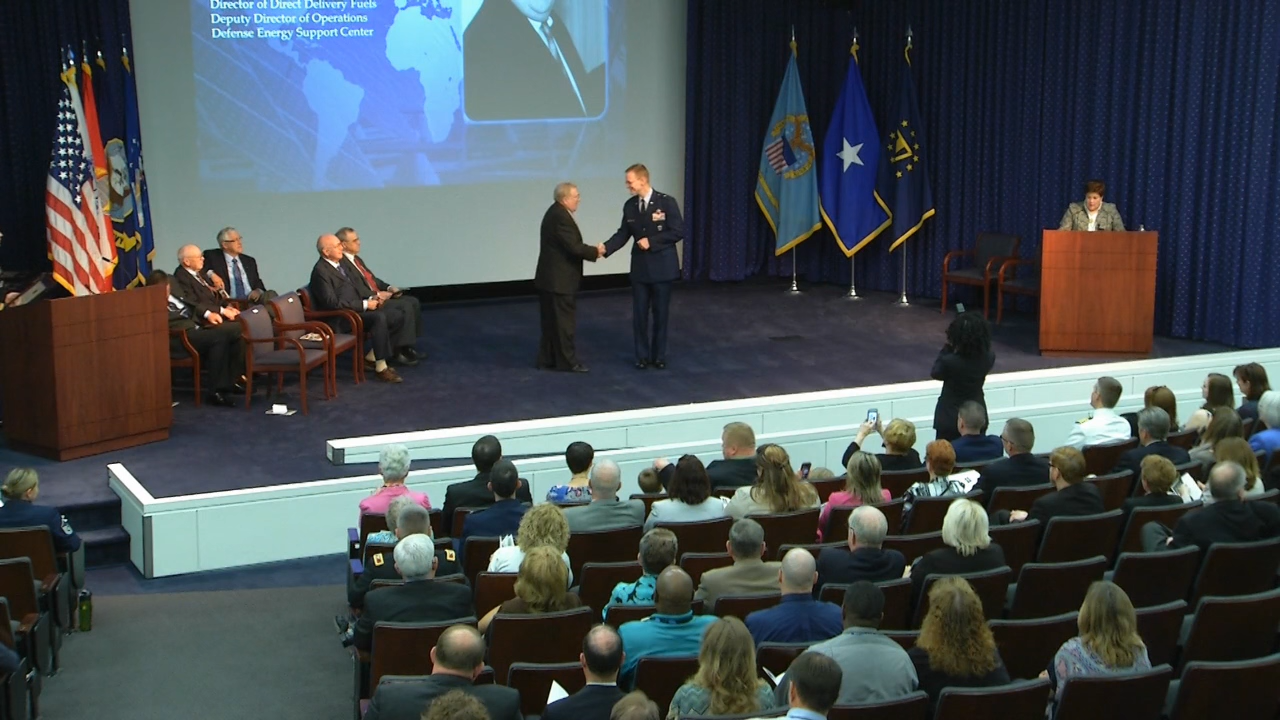 Director of Direct Delivery Fuels
Deputy Director of Operations
Defense Energy Support Center